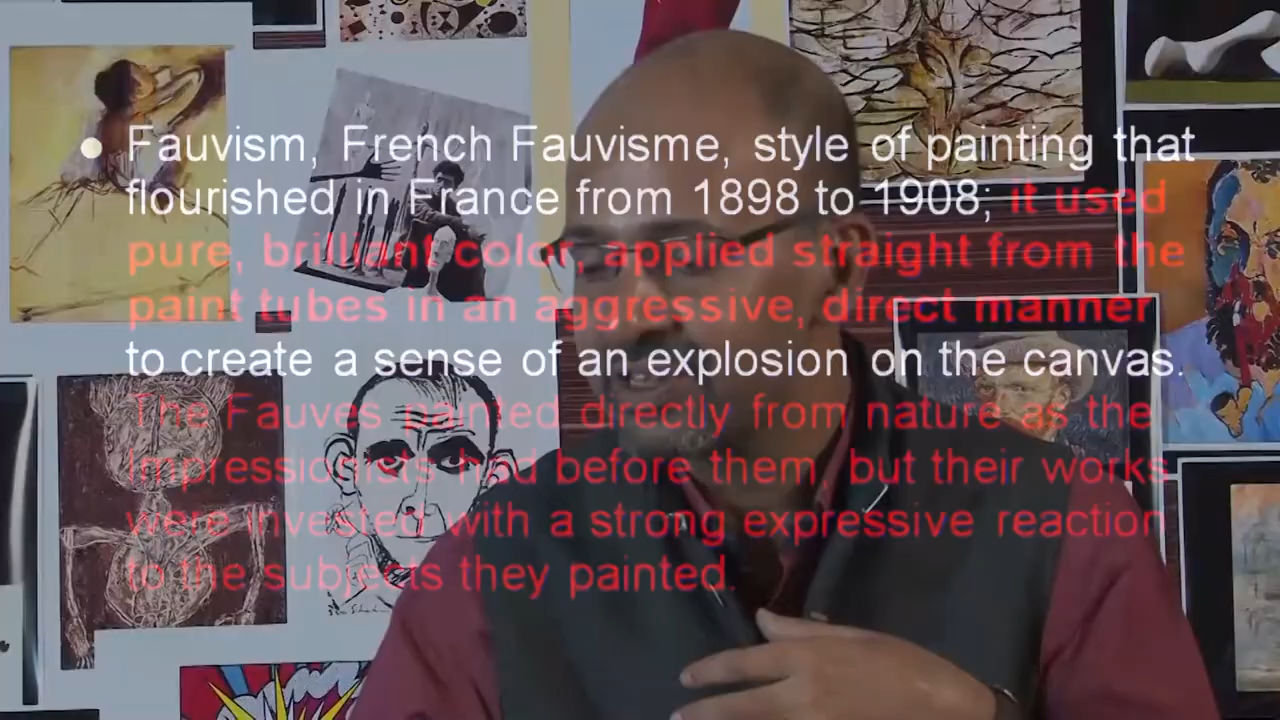 • Fauvism, French Fauvisme, style of painting that
flourished in France from 1898 to 1908; it used
pure, brilliant color, applied straight from the
paint tubes in an aggressive, direct manner
to create a sense of an explosion on the canvas.
The Fauves painted directly from nature as the
Impressionists had before them, but their works
were invested with a strong expressive reaction
to the subjects they painted.